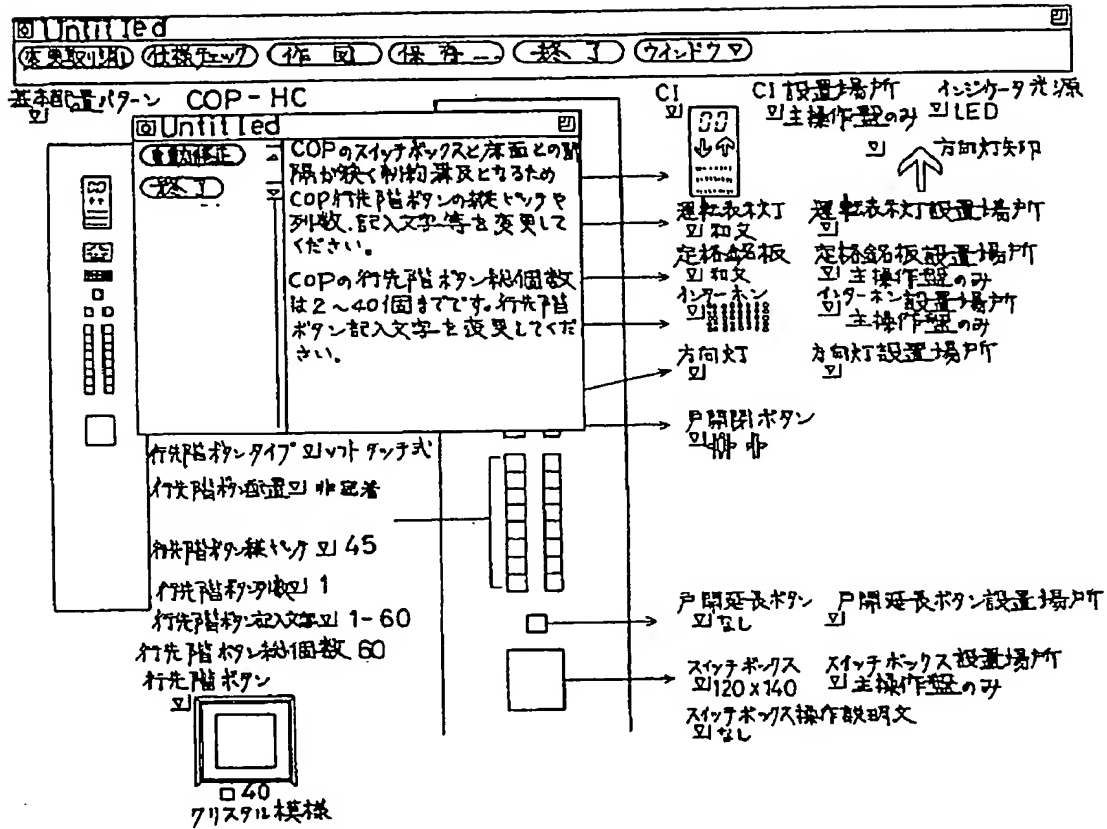 Untitled
変更取り消し 仕様チェック 作図 保存... 終了 ウインドウ▽
基本配置パターン COP-HC
Untitled
自動修正
終了
COPのスイッチボックスと床面との間
隔が狭く制約違反となるため
COP行先階ボタンの縦ピッチや
列数、記入文字等を変更して
ください。
COPの行先階ボタン総個数
は2~40個までです。行先階
ボタン記入文字を変更してくだ
さい。
CI
CI設置場所
主操作盤のみ
インジケータ光源
LED
方向灯矢印
運転表示灯
和文
運転表示灯設置場所
定格銘板
和文
定格銘板設置場所
主操作盤のみ
インターホン
インターホン設置場所
主操作盤のみ
方向灯
方向灯設置場所
戸開閉ボタン
行先階ボタンタイプ ソフトタッチ式
行先階ボタン配置
行先階ボタン縦ピッチ 45
行先階ボタン列数 1
行先階ボタン記入文字 1-60
行先階ボタン総個数 60
行先階ボタン
□40
クリスタル模様
戸開延長ボタン
なし
戸開延長ボタン設置場所
スイッチボックス
120x140
スイッチボックス設置場所
主操作盤のみ
スイッチボックス操作説明文
なし